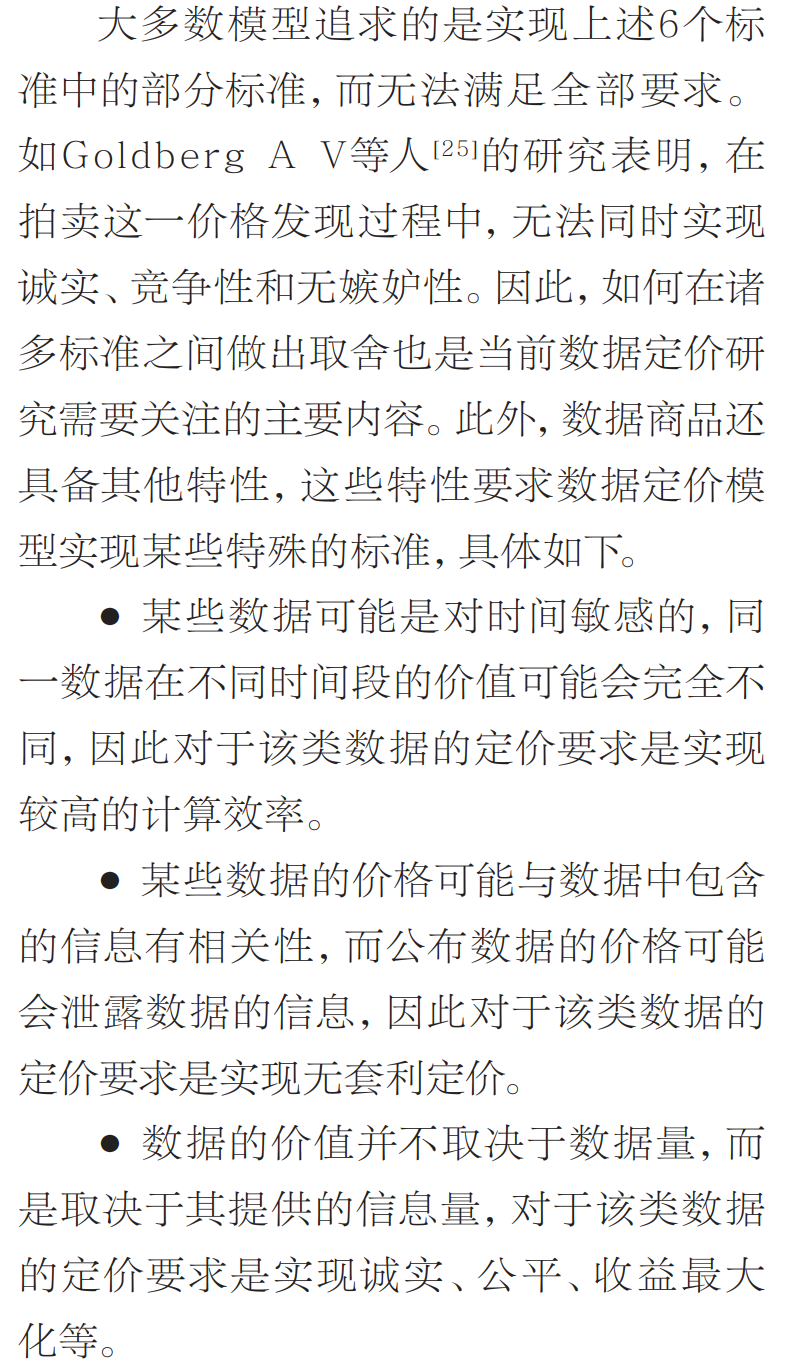 大多数模型追求的是实现上述6个标
准中的部分标准，而无法满足全部要求。
如Goldberg A V等人[25]的研究表明，在
拍卖这一价格发现过程中，无法同时实现
诚实、竞争性和无嫉妒性。因此，如何在诸
多标准之间做出取舍也是当前数据定价研
究需要关注的主要内容。此外，数据商品还
具备其他特性，这些特性要求数据定价模
型实现某些特殊的标准，具体如下。
● 某些数据可能是对时间敏感的，同
一数据在不同时间段的价值可能会完全不
同，因此对于该类数据的定价要求是实现
较高的计算效率。
● 某些数据的价格可能与数据中包含
的信息有相关性，而公布数据的价格可能
会泄露数据的信息，因此对于该类数据的
定价要求是实现无套利定价。
● 数据的价值并不取决于数据量，而
是取决于其提供的信息量，对于该类数据
的定价要求是实现诚实、公平、收益最大
化等。